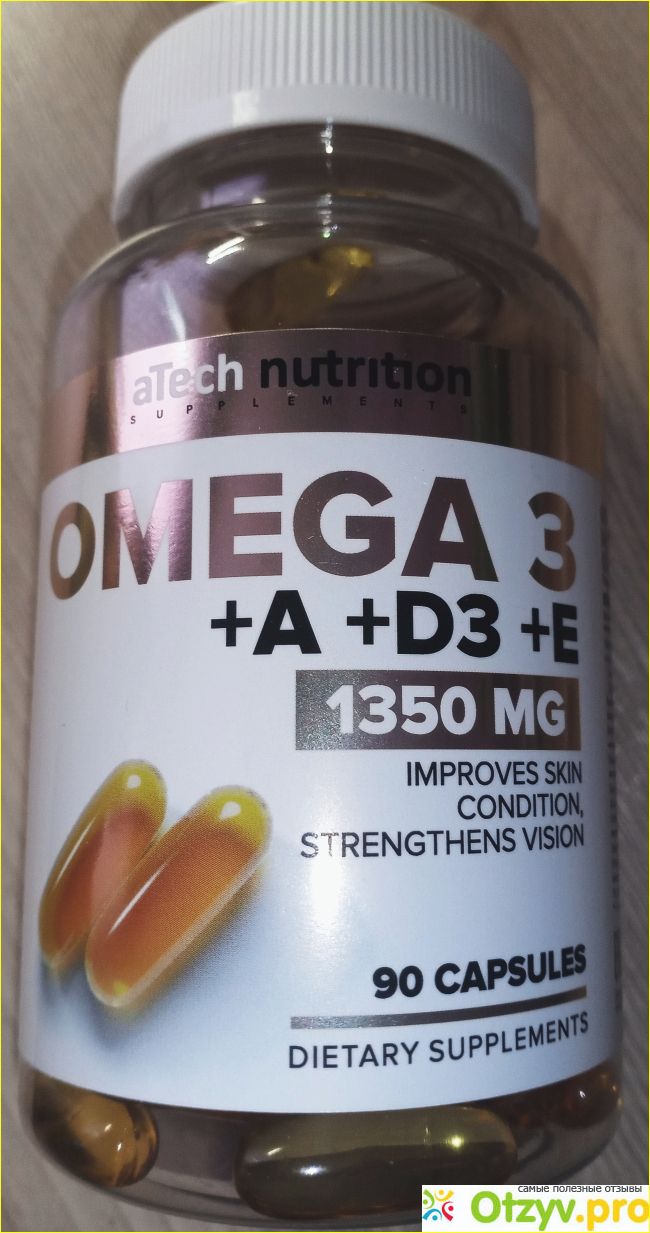 aTech nutrition
SUPPLEMENTS
OMEGA 3
+A +D3 +E
1350 MG
IMPROVES SKIN
CONDITION,
STRENGTHENS VISION
90 CAPSULES
DIETARY SUPPLEMENTS
самые полезные отзывы
Otzyv.pro